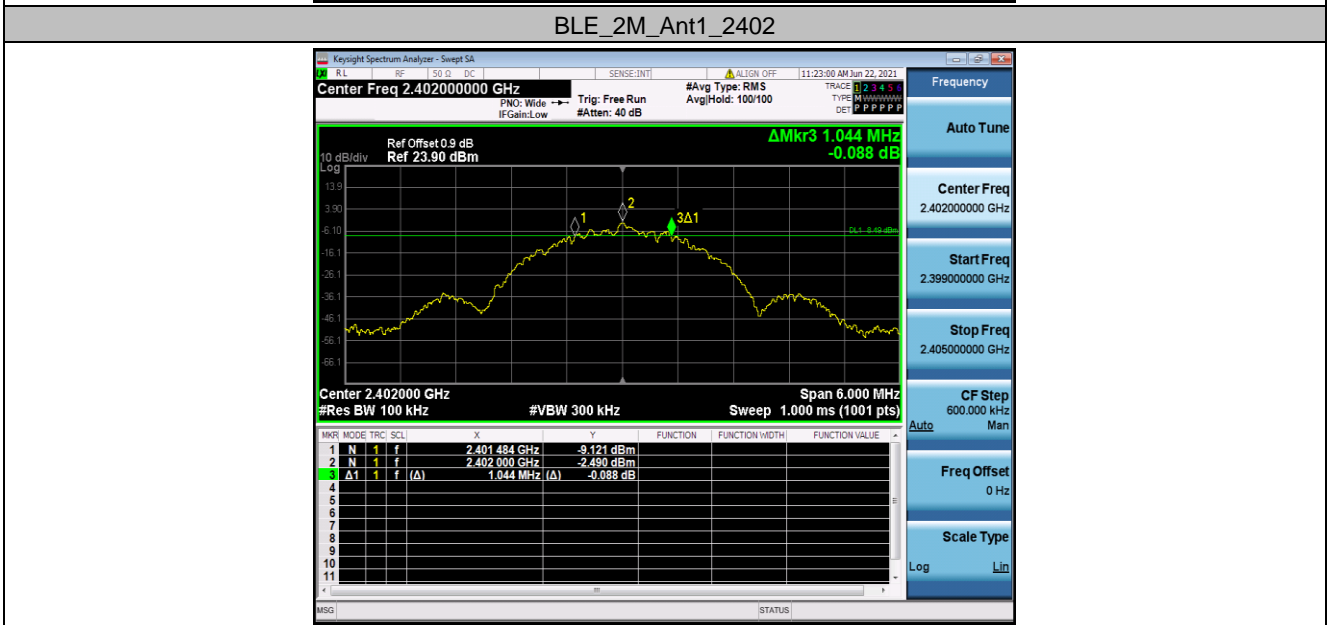 BLE_2M_Ant1_2402
Keysight Spectrum Analyzer - Swept SA
RL RF 50 Ω DC SENSE:INT ALIGN OFF 11:23:00 AM Jun 22, 2021
Center Freq 2.402000000 GHz #Avg Type: RMS TRACE 1 2 3 4 5 6
PNO: Wide Trig: Free Run Avg|Hold: 100/100 TYPE M WWWWW
IFGain:Low #Atten: 40 dB DET P P P P P P
Ref Offset 0.9 dB ΔMkr3 1.044 MHz
10 dB/div Ref 23.90 dBm -0.088 dB
Log
13.9
3.90
-6.10
-16.1
-26.1
-36.1
-46.1
-56.1
-66.1
1
2
3Δ1
DL1 -8.49 dBm
Center 2.402000 GHz Span 6.000 MHz
#Res BW 100 kHz #VBW 300 kHz Sweep 1.000 ms (1001 pts)
MKR MODE TRC SCL X Y FUNCTION FUNCTION WIDTH FUNCTION VALUE
1 N 1 f 2.401 484 GHz -9.121 dBm
2 N 1 f 2.402 000 GHz -2.490 dBm
3 Δ1 1 f (Δ) 1.044 MHz (Δ) -0.088 dB
4
5
6
7
8
9
10
11
MSG STATUS
Frequency
Auto Tune
Center Freq
2.402000000 GHz
Start Freq
2.399000000 GHz
Stop Freq
2.405000000 GHz
CF Step
600.000 kHz
Auto Man
Freq Offset
0 Hz
Scale Type
Log Lin